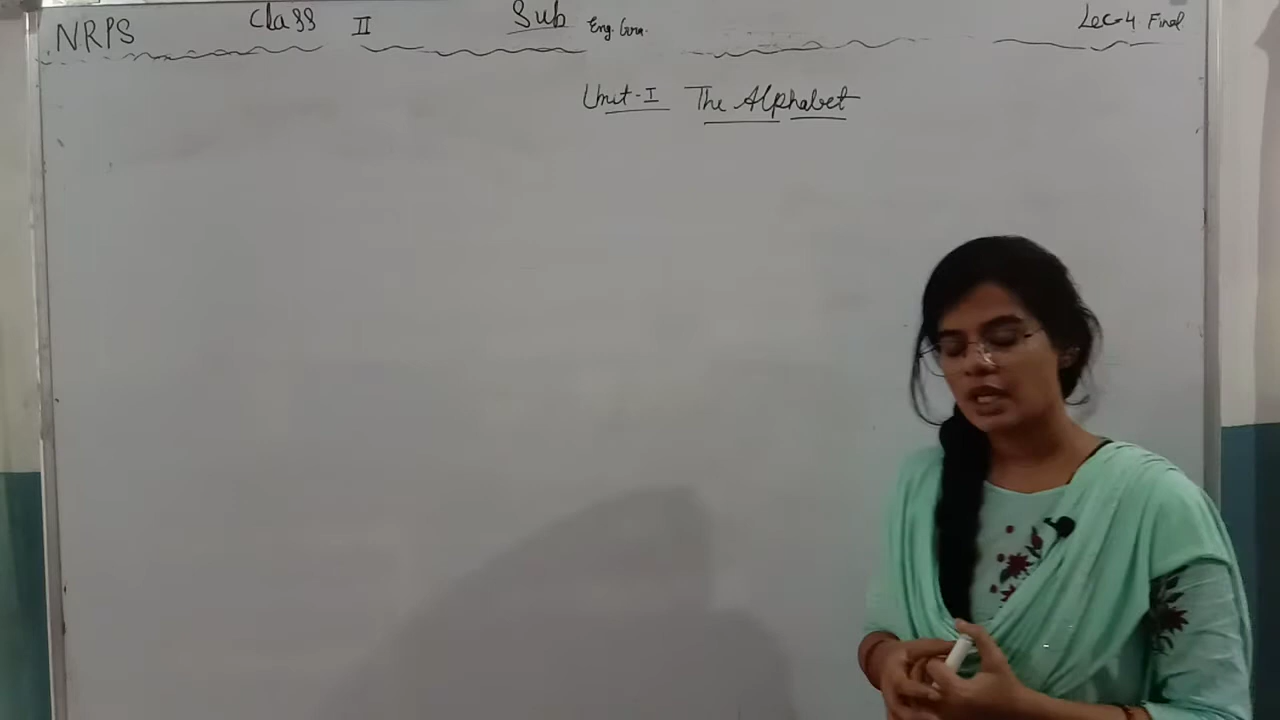 NRPS Class II Sub Eng. Gra. Lec-4 Final
Unit-I The Alphabet